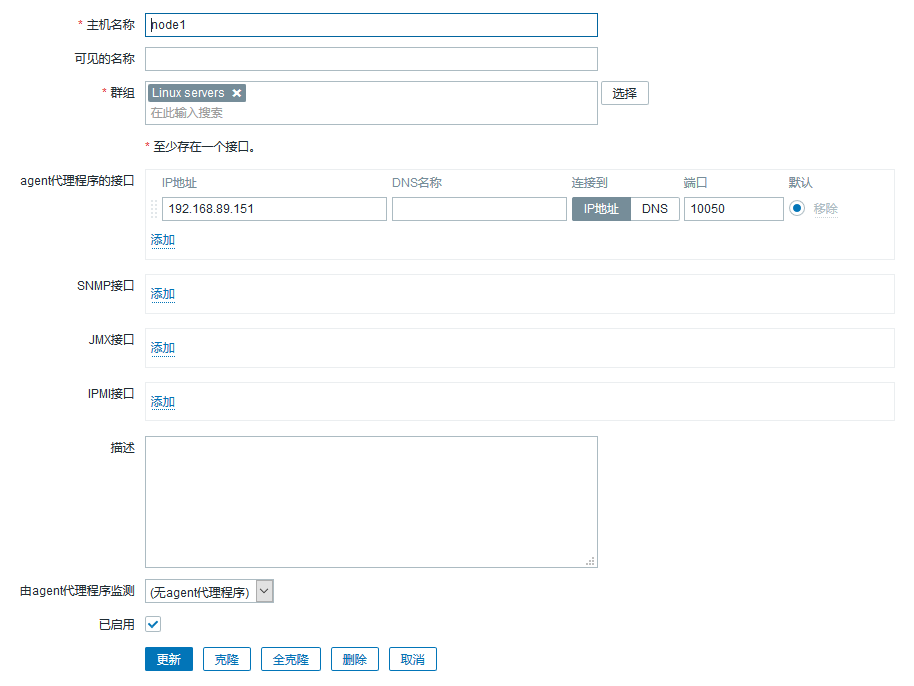 * 主机名称 node1
可见的名称
* 群组 Linux servers ✖ 选择
在此输入搜索
* 至少存在一个接口。
agent代理程序的接口 IP地址 DNS名称 连接到 端口 默认
192.168.89.151 IP地址 DNS 10050 移除
添加
SNMP接口 添加
JMX接口 添加
IPMI接口 添加
描述
由agent代理程序监测 (无agent代理程序)
已启用
更新 克隆 全克隆 删除 取消